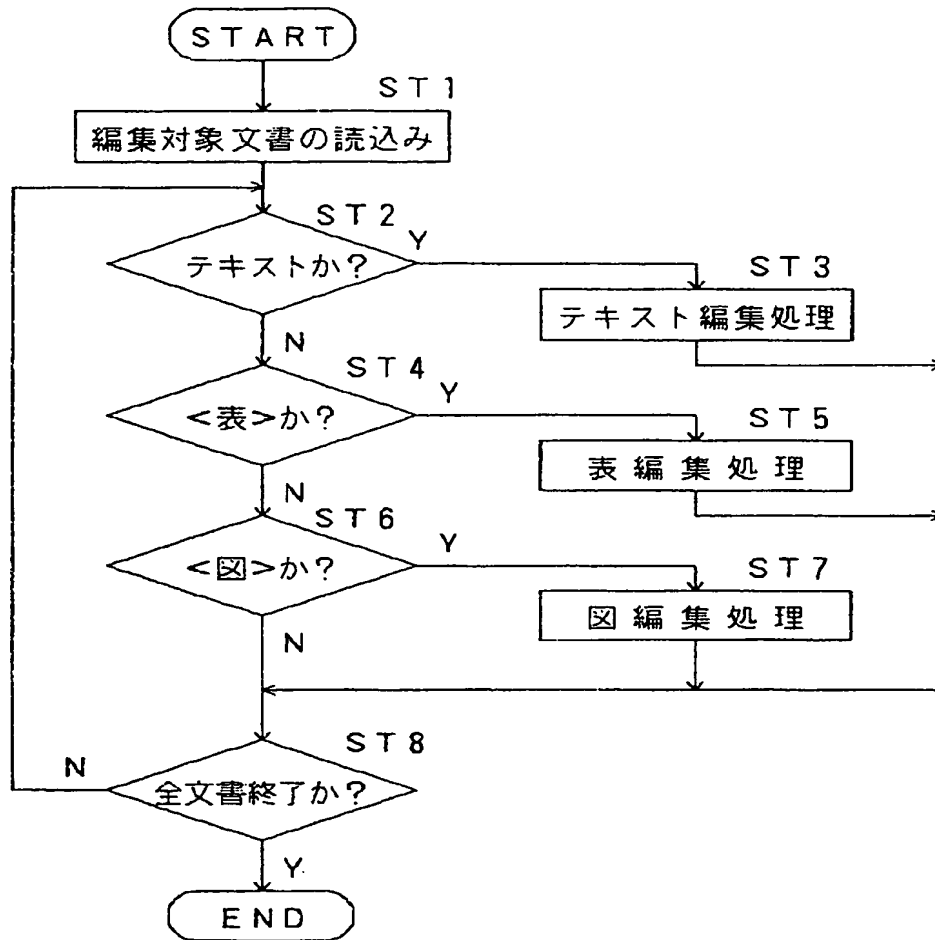 START
ST1
編集対象文書の読込み
ST2
テキストか?
Y
ST3
テキスト編集処理
N
ST4
<表>か?
Y
ST5
表編集処理
N
ST6
<図>か?
Y
ST7
図編集処理
N
ST8
全文書終了か?
N
Y
END